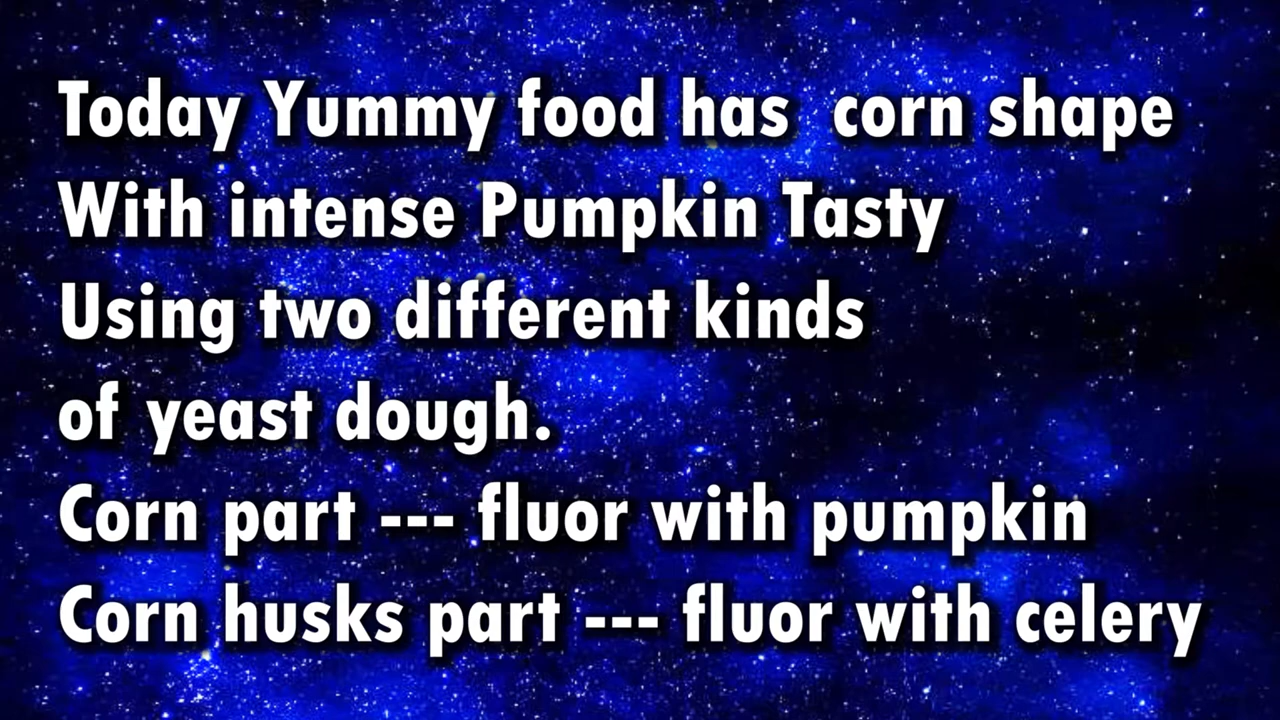 Today Yummy food has  corn shape
With intense Pumpkin Tasty
Using two different kinds
of yeast dough.
Corn part --- fluor with pumpkin
Corn husks part --- fluor with celery